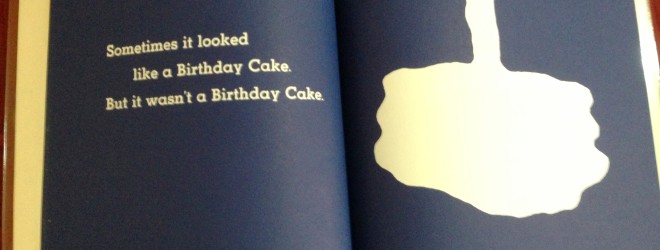 Sometimes it looked
like a Birthday Cake.
But it wasn't a Birthday Cake.